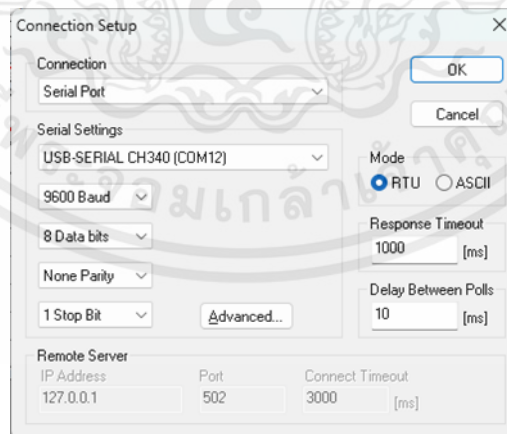 Connection Setup
Connection
Serial Port
OK
Cancel
Serial Settings
USB-SERIAL CH340 (COM12)
9600 Baud
8 Data bits
None Parity
1 Stop Bit
Advanced...
Mode
RTU ASCII
Response Timeout
1000 [ms]
Delay Between Polls
10 [ms]
Remote Server
IP Address Port Connect Timeout
127.0.0.1 502 3000 [ms]